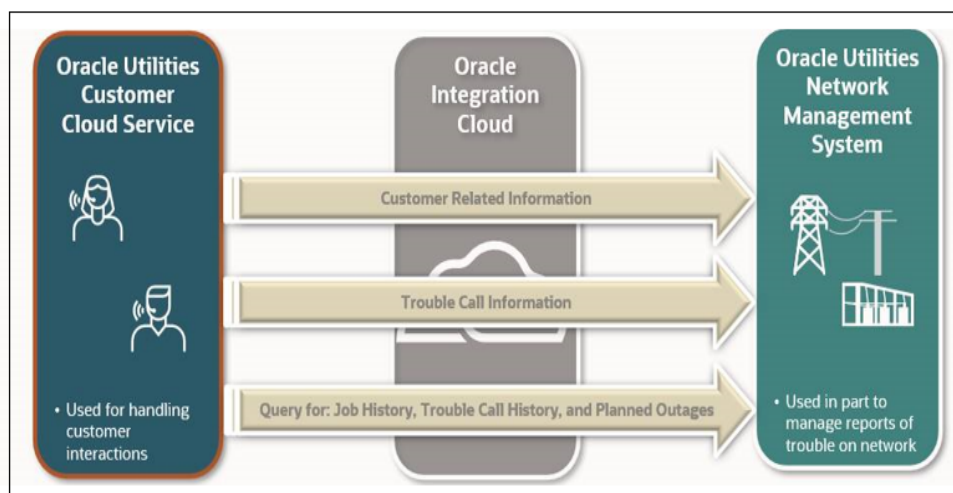 Oracle Utilities
Customer
Cloud Service
Oracle
Integration
Cloud
Oracle Utilities
Network
Management
System
Customer Related Information
Trouble Call Information
Query for: Job History, Trouble Call History, and Planned Outages
• Used for handling
customer
interactions
• Used in part to
manage reports of
trouble on network